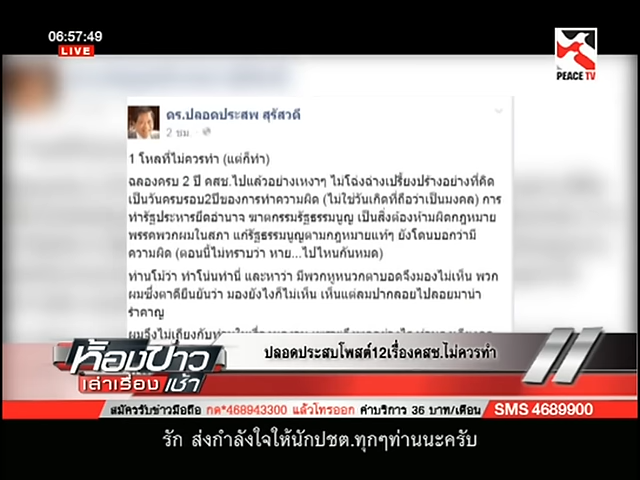 06:57:49
LIVE
PEACE TV
ดร.ปลอดประสพ สุรัสวดี
2 ชม.
1 โหลที่ไม่ควรทำ (แต่ก็ทำ)
ฉลองครบ 2 ปี คสช.ไปแล้วอย่างเหงาๆ ไม่โฉ่งฉ่างเปรี้ยงปร้างอย่างที่คิด
เป็นวันครบรอบ2ปีของการทำความผิด (ไม่ใช่วันเกิดที่ถือว่าเป็นมงคล) การ
ทำรัฐประหารยึดอำนาจ ฆาตกรรมรัฐธรรมนูญ เป็นสิ่งต้องห้ามผิดกฎหมาย
พรรคพวกผมในสภา แก้รัฐธรรมนูญตามกฎหมายแท้ๆ ยังโดนบอกว่ามี
ความผิด (ตอนนี้ไม่ทราบว่า หาย...ไปไหนกันหมด)
ท่านโม้ว่า ทำโน่นทำนี่ และหาว่า มีพวกหูหนวกตาบอดจึงมองไม่เห็น พวก
ผมซึ่งตาดียืนยันว่า มองยังไงก็ไม่เห็น เห็นแต่ลมปากลอยไปลอยมาน่า
รำคาญ
ผมจึงไม่เถียงกับ
ห้องข่าว
เล่าเรื่อง เช้า
ปลอดประสบโพสต์12เรื่องคสช.ไม่ควรทำ
สมัครรับข่าวมือถือ กด*468943300 แล้วโทรออก ค่าบริการ 36 บาท/เดือน SMS 4689900
รัก ส่งกำลังใจให้นักปชต.ทุกๆท่านนะครับ